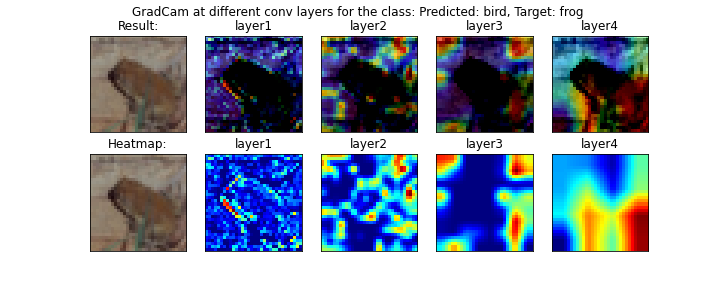 GradCam at different conv layers for the class: Predicted: bird, Target: frog
Result: layer1 layer2 layer3 layer4
Heatmap: layer1 layer2 layer3 layer4